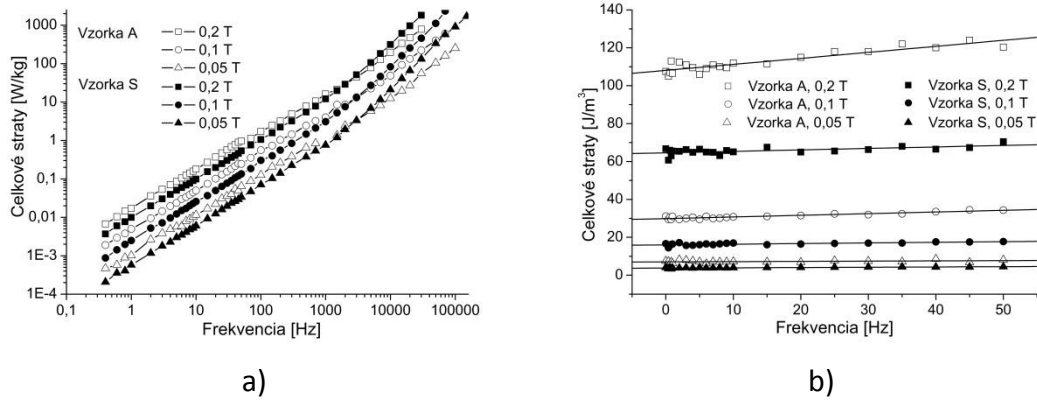 Celkové straty [W/kg]
1000
100
10
1
0,1
0,01
1E-3
1E-4
Vzorka A
0,2 T
0,1 T
0,05 T
Vzorka S
0,2 T
0,1 T
0,05 T
0,1 1 10 100 1000 10000 100000
Frekvencia [Hz]
a)
Celkové straty [J/m³]
140
120
100
80
60
40
20
0
Vzorka A, 0,2 T
Vzorka A, 0,1 T
Vzorka A, 0,05 T
Vzorka S, 0,2 T
Vzorka S, 0,1 T
Vzorka S, 0,05 T
0 10 20 30 40 50
Frekvencia [Hz]
b)